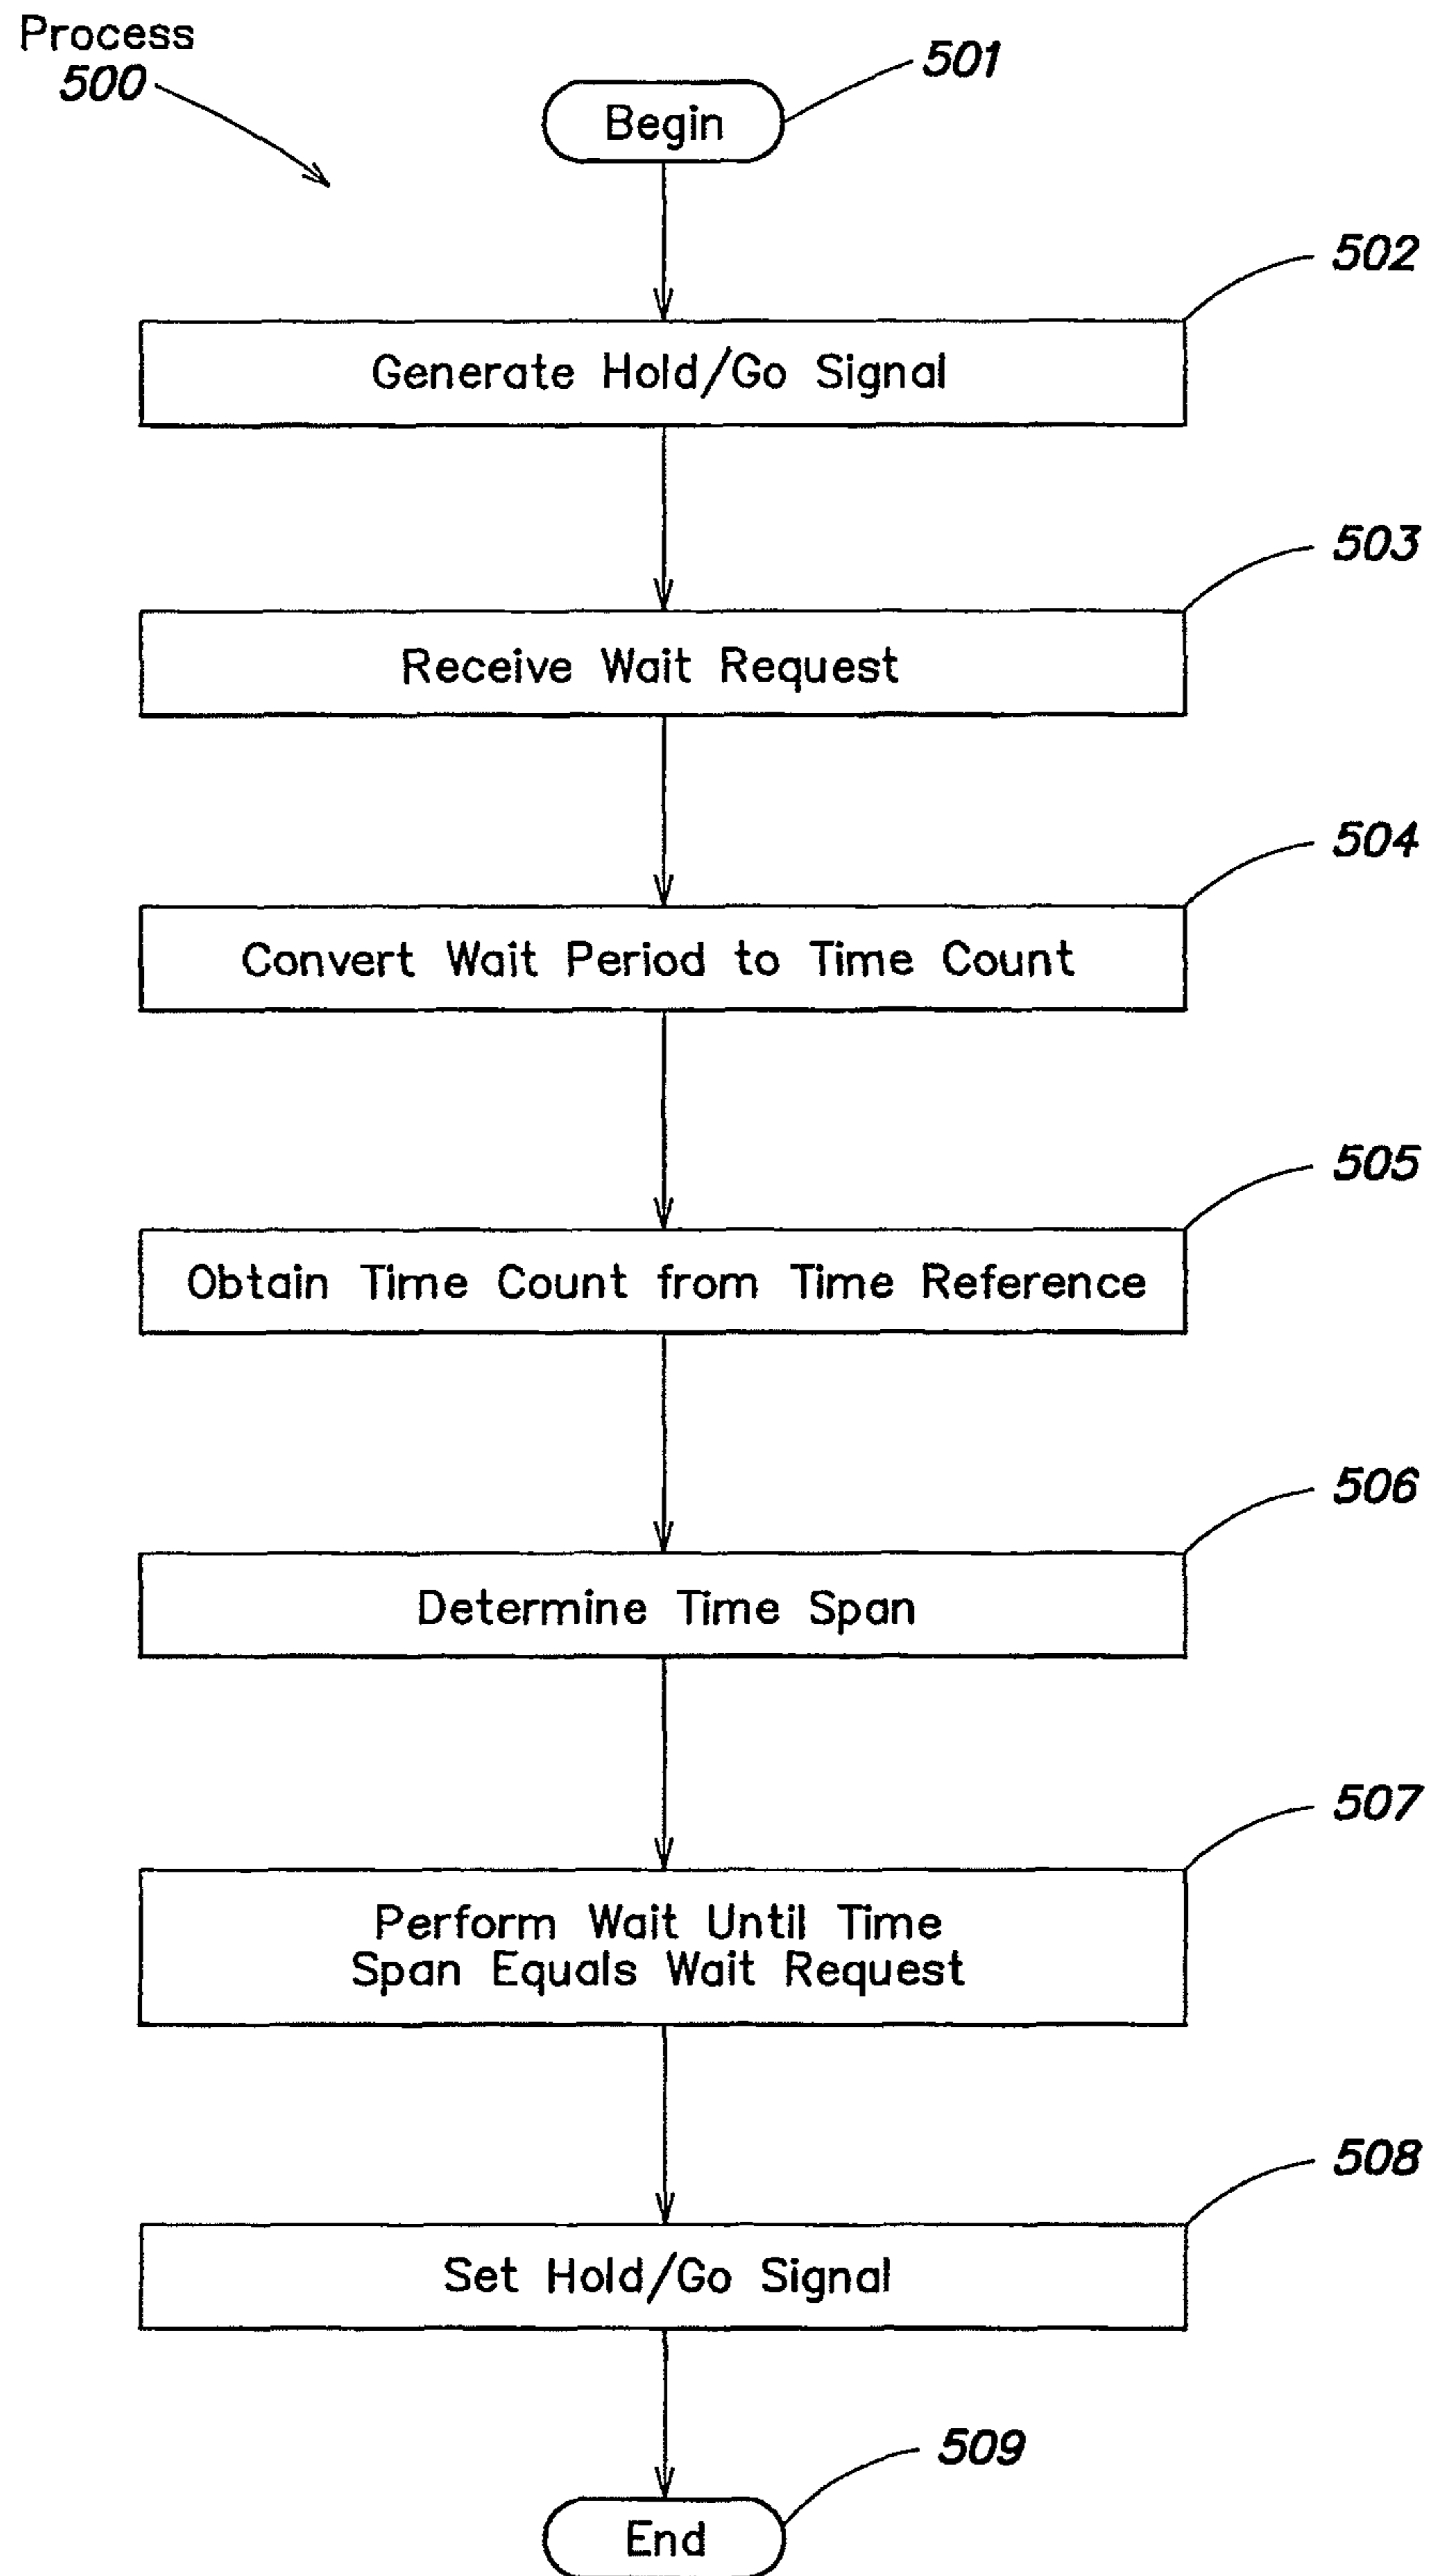 Process
500
501
Begin
502
Generate Hold/Go Signal
503
Receive Wait Request
504
Convert Wait Period to Time Count
505
Obtain Time Count from Time Reference
506
Determine Time Span
507
Perform Wait Until Time
Span Equals Wait Request
508
Set Hold/Go Signal
509
End